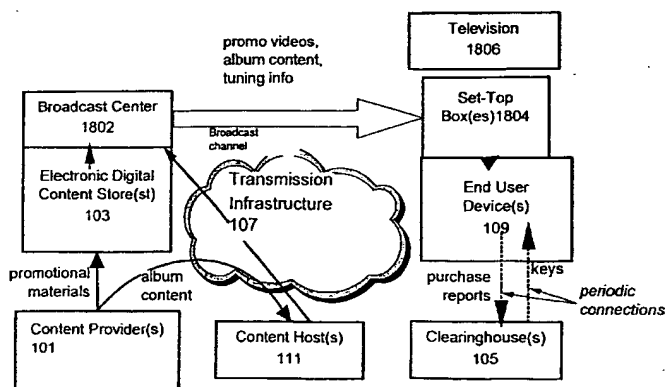 promo videos,
album content,
tuning info
Television
1806
Broadcast Center
1802
Set-Top
Box(es)1804
Broadcast
channel
Electronic Digital
Content Store(st
103
Transmission
Infrastructure
107
End User
Device(s)
109
promotional
materials
album
content
purchase
reports
keys
periodic
connections
Content Provider(s)
101
Content Host(s)
111
Clearinghouse(s)
105